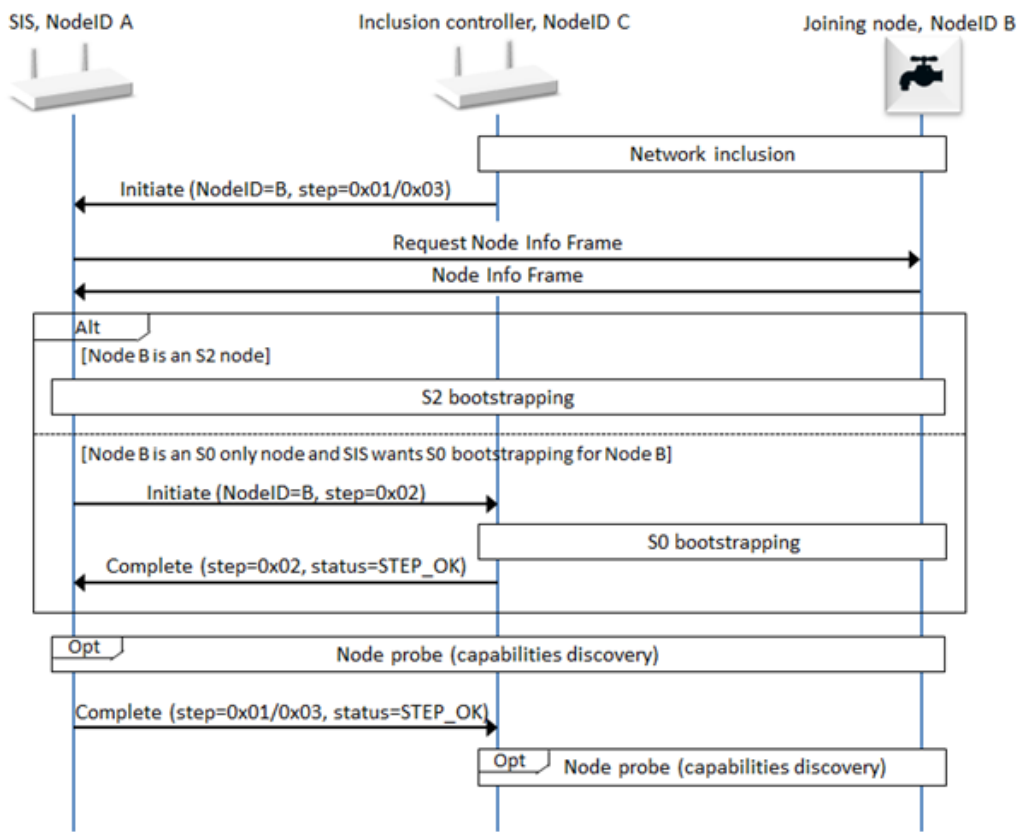 SIS, NodeID A
Inclusion controller, NodeID C
Joining node, NodeID B
Network inclusion
Initiate (NodeID=B, step=0x01/0x03)
Request Node Info Frame
Node Info Frame
Alt
[Node B is an S2 node]
S2 bootstrapping
[Node B is an S0 only node and SIS wants S0 bootstrapping for Node B]
Initiate (NodeID=B, step=0x02)
S0 bootstrapping
Complete (step=0x02, status=STEP_OK)
Opt
Node probe (capabilities discovery)
Complete (step=0x01/0x03, status=STEP_OK)
Opt
Node probe (capabilities discovery)